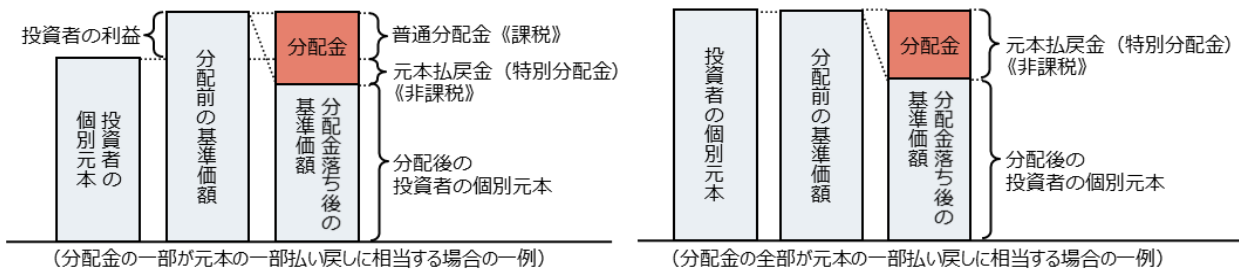 投資者の利益
投資者の
個別元本
分配前の基準価額
分配金
分配金落ち後の
基準価額
普通分配金《課税》
元本払戻金（特別分配金）
《非課税》
分配後の
投資者の個別元本
（分配金の一部が元本の一部払い戻しに相当する場合の一例）
投資者の個別元本
分配前の基準価額
分配金
分配金落ち後の
基準価額
元本払戻金（特別分配金）
《非課税》
分配後の
投資者の個別元本
（分配金の全部が元本の一部払い戻しに相当する場合の一例）